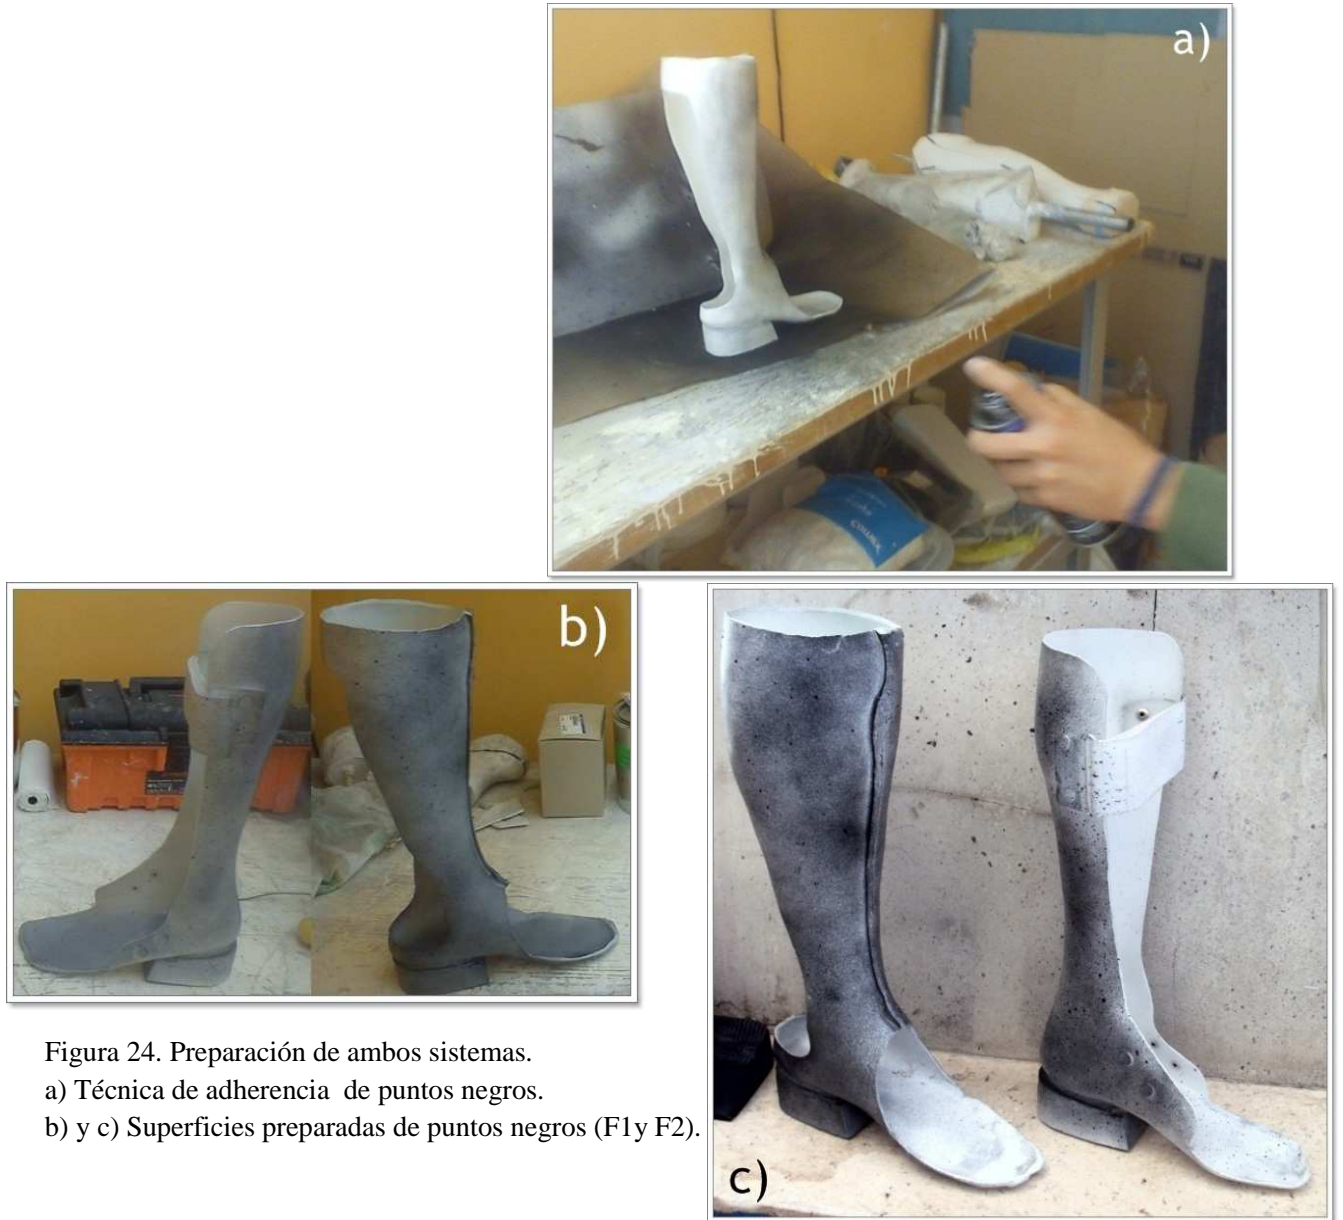 a)
b)
c)
Figura 24. Preparación de ambos sistemas.
a) Técnica de adherencia de puntos negros.
b) y c) Superficies preparadas de puntos negros (F1y F2).